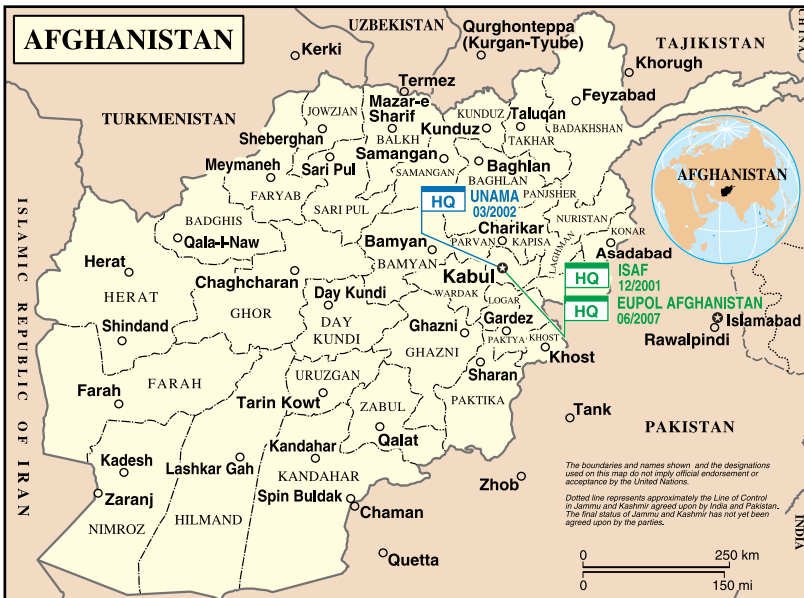 AFGHANISTAN
UZBEKISTAN
Qurghonteppa
(Kurgan-Tyube)
TAJIKISTAN
Kerki
Khorugh
Termez
TURKMENISTAN
JOWZJAN
Mazar-e
Sharif
BALKH
KUNDUZ
Kunduz
Taluqan
TAKHAR
Feyzabad
BADAKHSHAN
Sheberghan
Sari Pul
Samangan
SAMANGAN
Baghlan
BAGHLAN
Meymaneh
FARYAB
SARI PUL
PANJSHER
HQ
UNAMA
03/2002
NURISTAN
KONAR
BADGHIS
Qala-I-Naw
Bamyan
BAMYAN
Charikar
PARVAN
KAPISA
LAGHMAN
Asadabad
AFGHANISTAN
Herat
HERAT
Chaghcharan
GHOR
Kabul
WARDAK
LOGAR
HQ
ISAF
12/2001
HQ
EUPOL AFGHANISTAN
06/2007
Day Kundi
DAY
KUNDI
Ghazni
GHAZNI
Gardez
PAKTYA
KHOST
Khost
Islamabad
Rawalpindi
Shindand
ISLAMIC REPUBLIC OF IRAN
FARAH
Farah
URUZGAN
Tarin Kowt
ZABUL
Qalat
Sharan
PAKTIKA
Tank
PAKISTAN
Kadesh
Zaranj
NIMROZ
Lashkar Gah
HILMAND
Kandahar
KANDAHAR
Spin Buldak
Chaman
Zhob
Quetta
The boundaries and names shown and the designations
used on this map do not imply official endorsement or
acceptance by the United Nations.
Dotted line represents approximately the Line of Control
in Jammu and Kashmir agreed upon by India and Pakistan.
The final status of Jammu and Kashmir has not yet been
agreed upon by the parties.
INDIA
0
250 km
0
150 mi